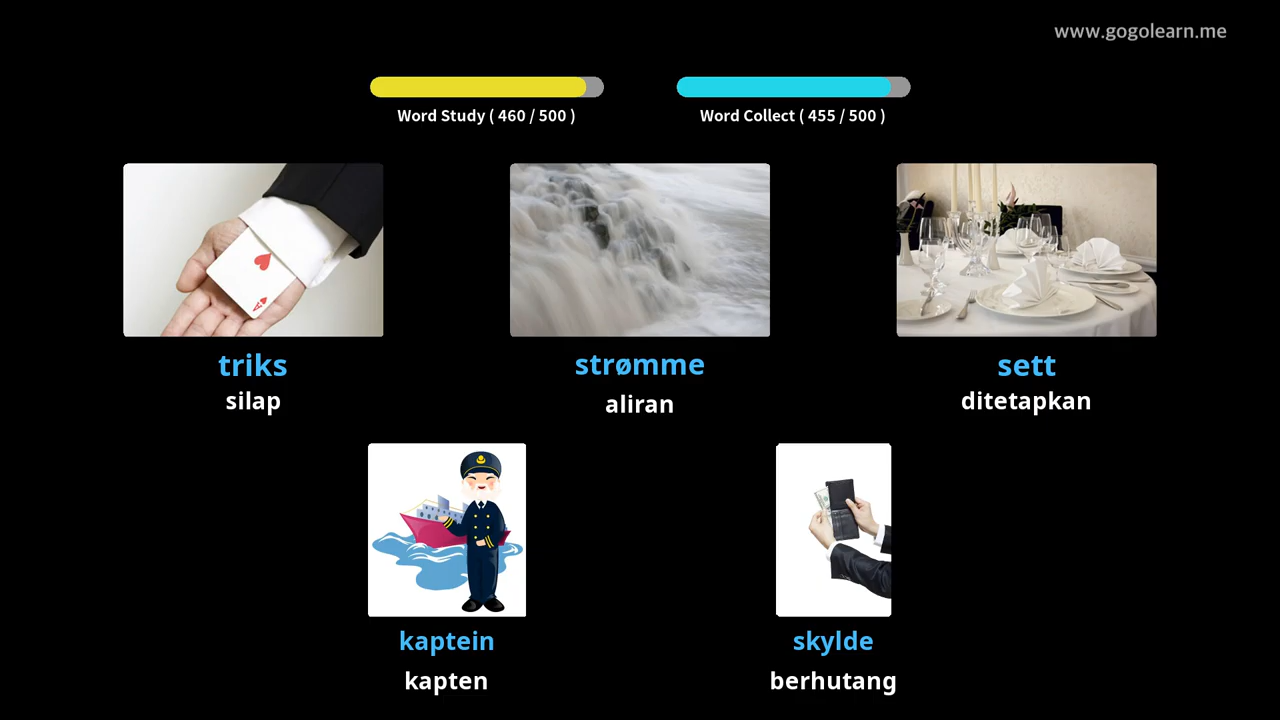 www.gogolearn.me
Word Study ( 460 / 500 )
Word Collect ( 455 / 500 )
triks
silap
strømme
aliran
sett
ditetapkan
kaptein
kapten
skylde
berhutang